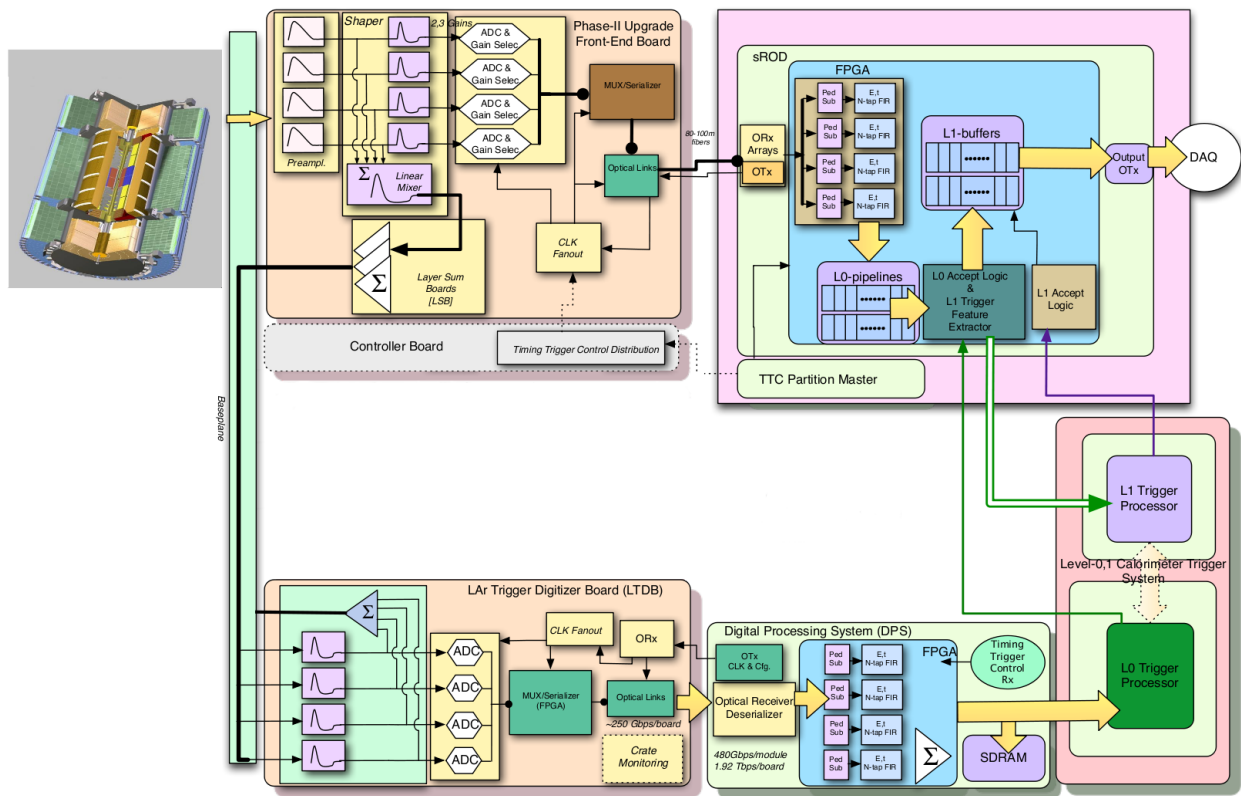 Phase-II Upgrade
Front-End Board
Shaper
2,3 Gains
ADC &
Gain Selec.
ADC &
Gain Selec.
ADC &
Gain Selec.
ADC &
Gain Selec.
Preampl.
Σ
Linear
Mixer
MUX/Serializer
Optical Links
80-100m
fibers
CLK
Fanout
Σ
Layer Sum
Boards
[LSB]
Controller Board
Timing Trigger Control Distribution
Baseplane
sROD
FPGA
ORx
Arrays
OTx
Ped
Sub
E,t
N-tap FIR
Ped
Sub
E,t
N-tap FIR
Ped
Sub
E,t
N-tap FIR
Ped
Sub
E,t
N-tap FIR
L1-buffers
Output
OTx
DAQ
L0-pipelines
L0 Accept Logic
&
L1 Trigger
Feature
Extractor
L1 Accept
Logic
TTC Partition Master
L1 Trigger
Processor
Level-0,1 Calorimeter Trigger
System
L0 Trigger
Processor
LAr Trigger Digitizer Board (LTDB)
Σ
ADC
ADC
ADC
ADC
CLK Fanout
ORx
MUX/Serializer
(FPGA)
Optical Links
~250 Gbps/board
Crate
Monitoring
Digital Processing System (DPS)
OTx
CLK & Cfg.
Optical Receiver
Deserializer
480Gbps/module
1.92 Tbps/board
FPGA
Ped
Sub
E,t
N-tap FIR
Ped
Sub
E,t
N-tap FIR
Ped
Sub
E,t
N-tap FIR
Ped
Sub
E,t
N-tap FIR
Σ
Timing
Trigger
Control
Rx
SDRAM